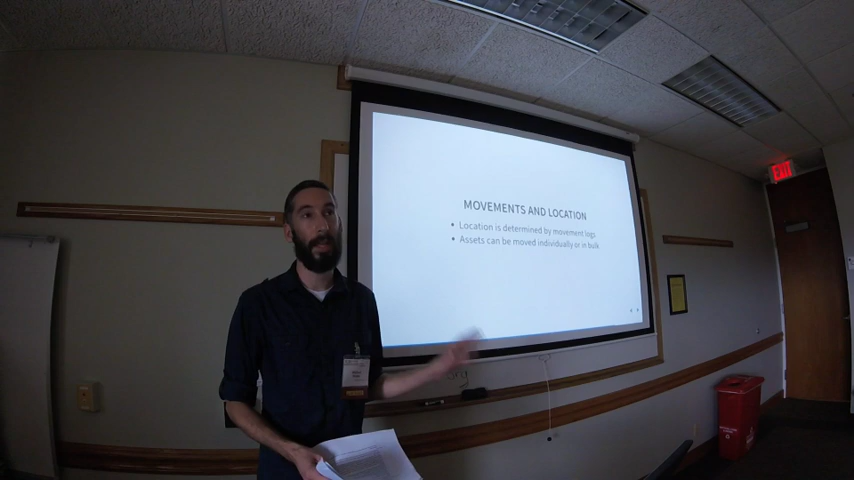 MOVEMENTS AND LOCATION
• Location is determined by movement logs
• Assets can be moved individually or in bulk
EXIT